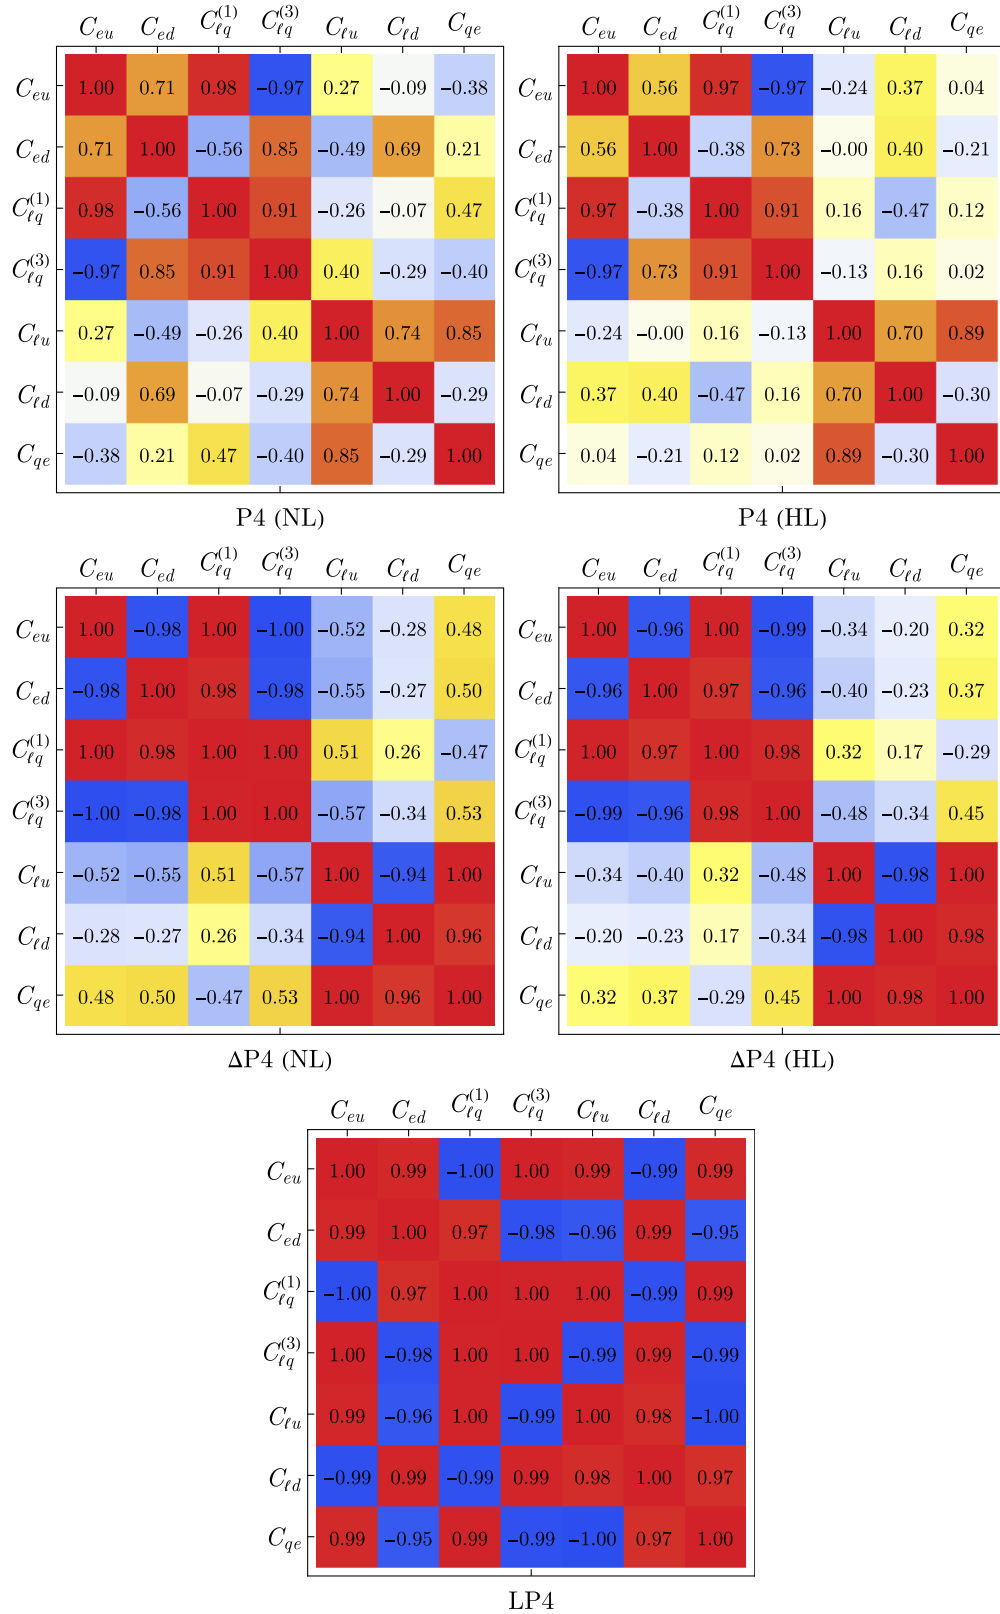 C_{eu} C_{ed} C_{ℓq}^{(1)} C_{ℓq}^{(3)} C_{ℓu} C_{ℓd} C_{qe}
C_{eu} 1.00 0.71 0.98 −0.97 0.27 −0.09 −0.38
C_{ed} 0.71 1.00 −0.56 0.85 −0.49 0.69 0.21
C_{ℓq}^{(1)} 0.98 −0.56 1.00 0.91 −0.26 −0.07 0.47
C_{ℓq}^{(3)} −0.97 0.85 0.91 1.00 0.40 −0.29 −0.40
C_{ℓu} 0.27 −0.49 −0.26 0.40 1.00 0.74 0.85
C_{ℓd} −0.09 0.69 −0.07 −0.29 0.74 1.00 −0.29
C_{qe} −0.38 0.21 0.47 −0.40 0.85 −0.29 1.00
P4 (NL)
C_{eu} C_{ed} C_{ℓq}^{(1)} C_{ℓq}^{(3)} C_{ℓu} C_{ℓd} C_{qe}
C_{eu} 1.00 0.56 0.97 −0.97 −0.24 0.37 0.04
C_{ed} 0.56 1.00 −0.38 0.73 −0.00 0.40 −0.21
C_{ℓq}^{(1)} 0.97 −0.38 1.00 0.91 0.16 −0.47 0.12
C_{ℓq}^{(3)} −0.97 0.73 0.91 1.00 −0.13 0.16 0.02
C_{ℓu} −0.24 −0.00 0.16 −0.13 1.00 0.70 0.89
C_{ℓd} 0.37 0.40 −0.47 0.16 0.70 1.00 −0.30
C_{qe} 0.04 −0.21 0.12 0.02 0.89 −0.30 1.00
P4 (HL)
C_{eu} C_{ed} C_{ℓq}^{(1)} C_{ℓq}^{(3)} C_{ℓu} C_{ℓd} C_{qe}
C_{eu} 1.00 −0.98 1.00 −1.00 −0.52 −0.28 0.48
C_{ed} −0.98 1.00 0.98 −0.98 −0.55 −0.27 0.50
C_{ℓq}^{(1)} 1.00 0.98 1.00 1.00 0.51 0.26 −0.47
C_{ℓq}^{(3)} −1.00 −0.98 1.00 1.00 −0.57 −0.34 0.53
C_{ℓu} −0.52 −0.55 0.51 −0.57 1.00 −0.94 1.00
C_{ℓd} −0.28 −0.27 0.26 −0.34 −0.94 1.00 0.96
C_{qe} 0.48 0.50 −0.47 0.53 1.00 0.96 1.00
ΔP4 (NL)
C_{eu} C_{ed} C_{ℓq}^{(1)} C_{ℓq}^{(3)} C_{ℓu} C_{ℓd} C_{qe}
C_{eu} 1.00 −0.96 1.00 −0.99 −0.34 −0.20 0.32
C_{ed} −0.96 1.00 0.97 −0.96 −0.40 −0.23 0.37
C_{ℓq}^{(1)} 1.00 0.97 1.00 0.98 0.32 0.17 −0.29
C_{ℓq}^{(3)} −0.99 −0.96 0.98 1.00 −0.48 −0.34 0.45
C_{ℓu} −0.34 −0.40 0.32 −0.48 1.00 −0.98 1.00
C_{ℓd} −0.20 −0.23 0.17 −0.34 −0.98 1.00 0.98
C_{qe} 0.32 0.37 −0.29 0.45 1.00 0.98 1.00
ΔP4 (HL)
C_{eu} C_{ed} C_{ℓq}^{(1)} C_{ℓq}^{(3)} C_{ℓu} C_{ℓd} C_{qe}
C_{eu} 1.00 0.99 −1.00 1.00 0.99 −0.99 0.99
C_{ed} 0.99 1.00 0.97 −0.98 −0.96 0.99 −0.95
C_{ℓq}^{(1)} −1.00 0.97 1.00 1.00 1.00 −0.99 0.99
C_{ℓq}^{(3)} 1.00 −0.98 1.00 1.00 −0.99 0.99 −0.99
C_{ℓu} 0.99 −0.96 1.00 −0.99 1.00 0.98 −1.00
C_{ℓd} −0.99 0.99 −0.99 0.99 0.98 1.00 0.97
C_{qe} 0.99 −0.95 0.99 −0.99 −1.00 0.97 1.00
LP4